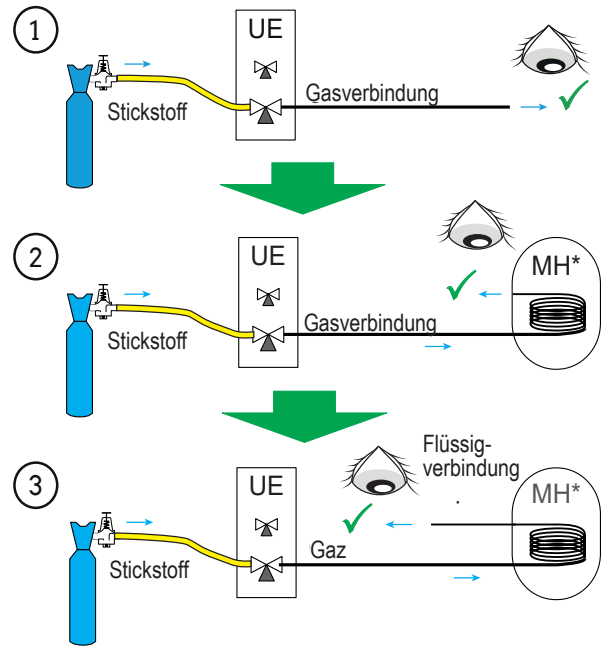 1
UE
Stickstoff
Gasverbindung
2
UE
MH*
Stickstoff
Gasverbindung
3
Flüssig-
verbindung
UE
MH*
Stickstoff
Gaz